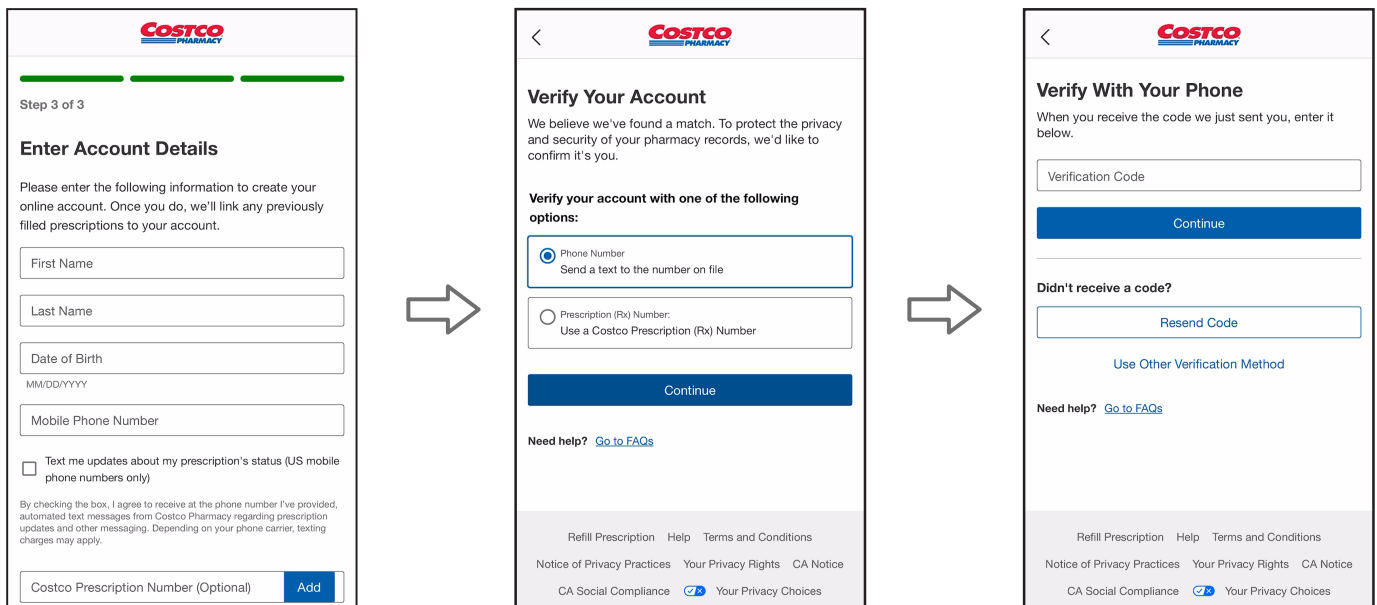 COSTCO
PHARMACY
Step 3 of 3
Enter Account Details
Please enter the following information to create your
online account. Once you do, we'll link any previously
filled prescriptions to your account.
First Name
Last Name
Date of Birth
MM/DD/YYYY
Mobile Phone Number
Text me updates about my prescription's status (US mobile
phone numbers only)
By checking the box, I agree to receive at the phone number I've provided,
automated text messages from Costco Pharmacy regarding prescription
updates and other messaging. Depending on your phone carrier, texting
charges may apply.
Costco Prescription Number (Optional)
Add
COSTCO
PHARMACY
Verify Your Account
We believe we've found a match. To protect the privacy
and security of your pharmacy records, we'd like to
confirm it's you.
Verify your account with one of the following
options:
Phone Number
Send a text to the number on file
Prescription (Rx) Number:
Use a Costco Prescription (Rx) Number
Continue
Need help? Go to FAQs
Refill Prescription Help Terms and Conditions
Notice of Privacy Practices Your Privacy Rights CA Notice
CA Social Compliance Your Privacy Choices
COSTCO
PHARMACY
Verify With Your Phone
When you receive the code we just sent you, enter it
below.
Verification Code
Continue
Didn't receive a code?
Resend Code
Use Other Verification Method
Need help? Go to FAQs
Refill Prescription Help Terms and Conditions
Notice of Privacy Practices Your Privacy Rights CA Notice
CA Social Compliance Your Privacy Choices